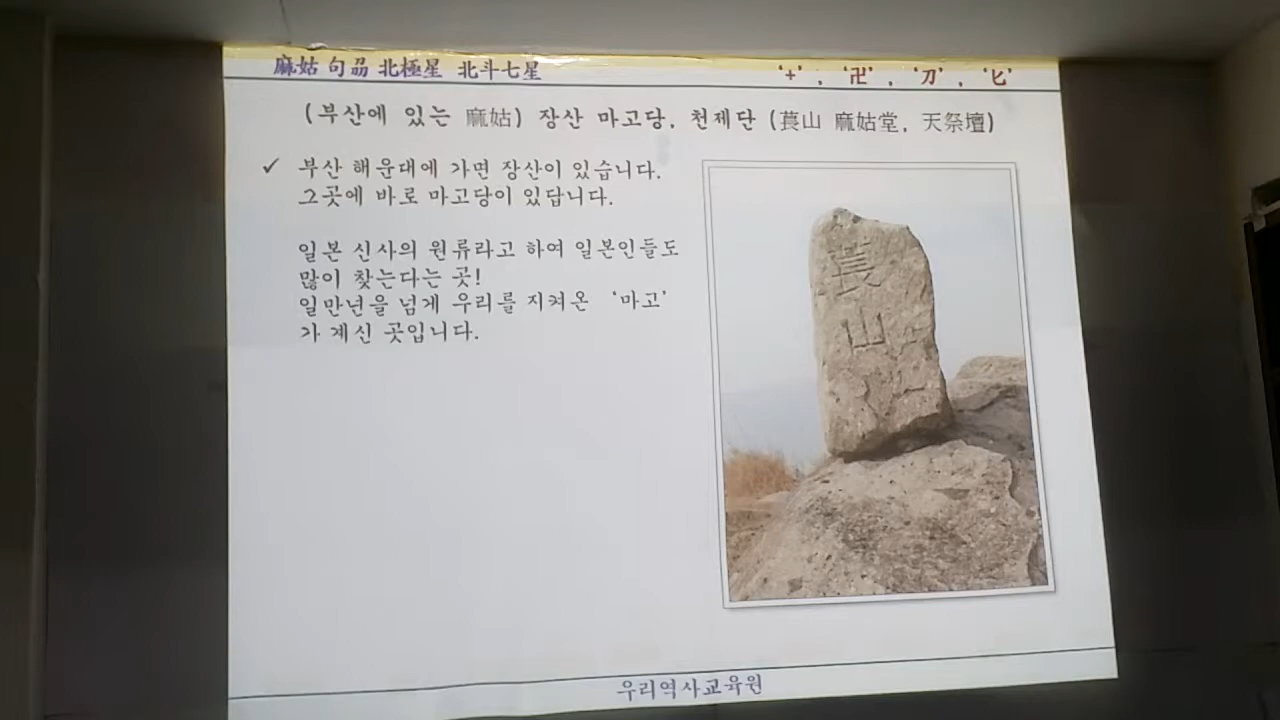 麻姑 句刕 北極星 北斗七星
'+', '卍', '刀', '匕'
(부산에 있는 麻姑) 장산 마고당, 천제단 (萇山 麻姑堂, 天祭壇)
✓ 부산 해운대에 가면 장산이 있습니다.
그곳에 바로 마고당이 있답니다.
일본 신사의 원류라고 하여 일본인들도
많이 찾는다는 곳!
일만년을 넘게 우리를 지켜온 '마고'
가 계신 곳입니다.
萇
山
우리역사교육원